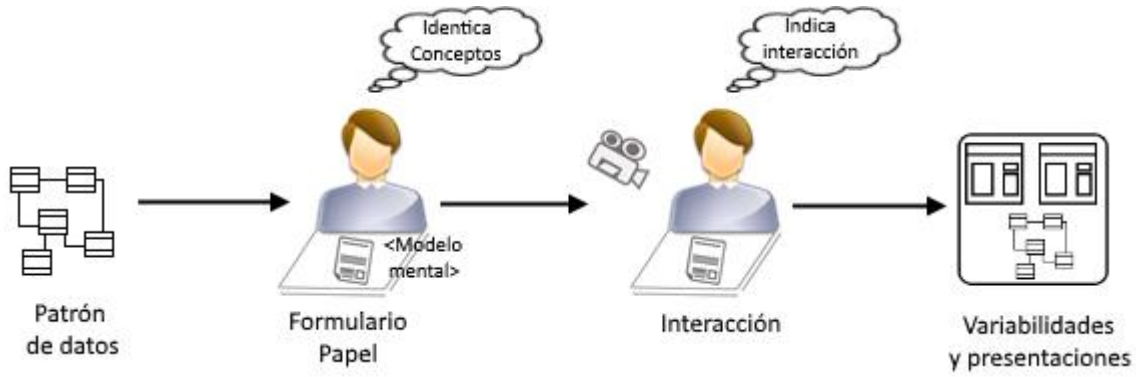 Identica
Conceptos
Indica
interacción
<Modelo
mental>
Patrón
de datos
Formulario
Papel
Interacción
Variabilidades
y presentaciones